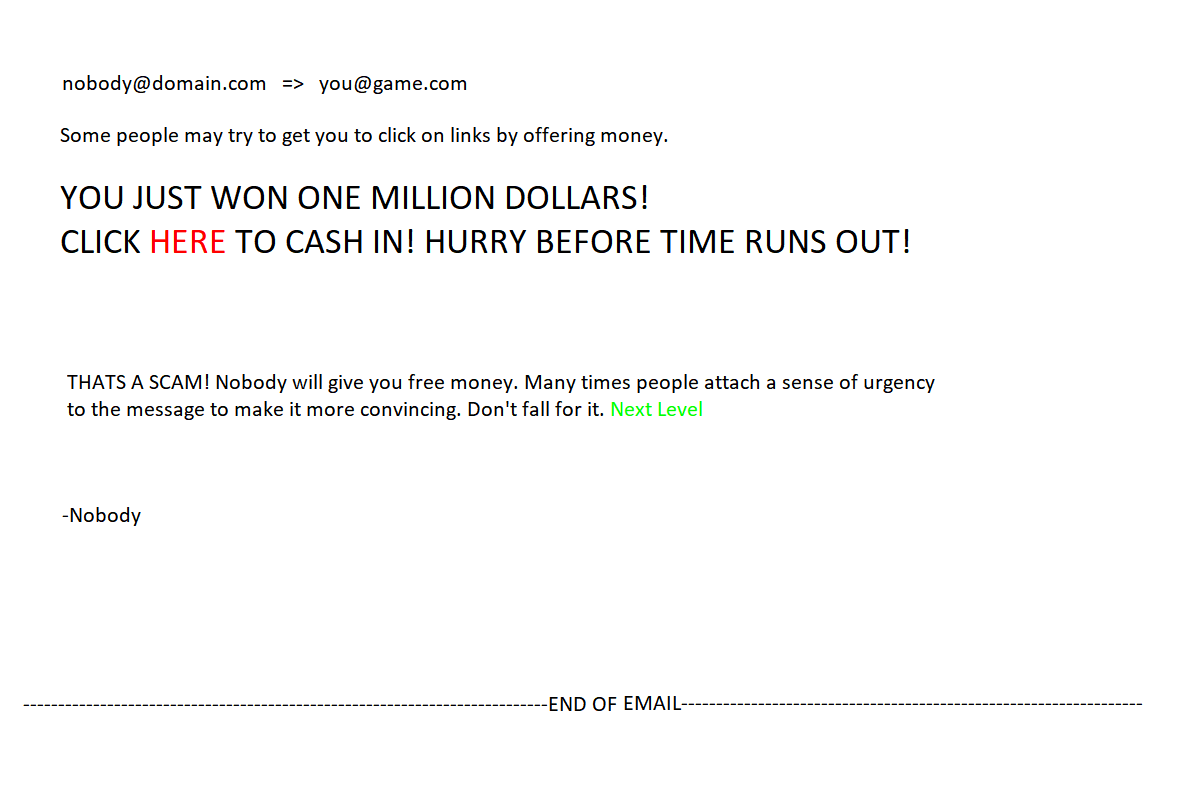 nobody@domain.com => you@game.com
Some people may try to get you to click on links by offering money.
YOU JUST WON ONE MILLION DOLLARS!
CLICK HERE TO CASH IN! HURRY BEFORE TIME RUNS OUT!
THATS A SCAM! Nobody will give you free money. Many times people attach a sense of urgency
to the message to make it more convincing. Don't fall for it. Next Level
-Nobody
---------------------------------------------------------------------------END OF EMAIL------------------------------------------------------------------